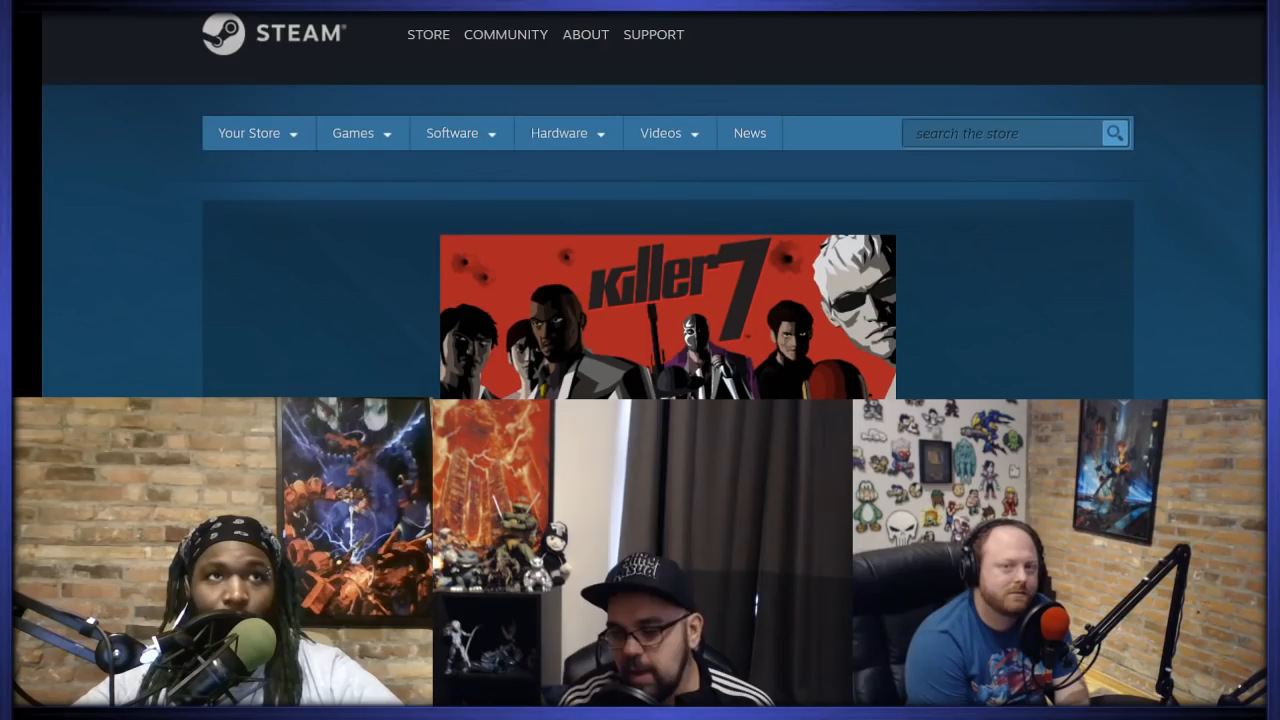 STEAM
STORE COMMUNITY ABOUT SUPPORT
Your Store Games Software Hardware Videos News search the store
Killer7